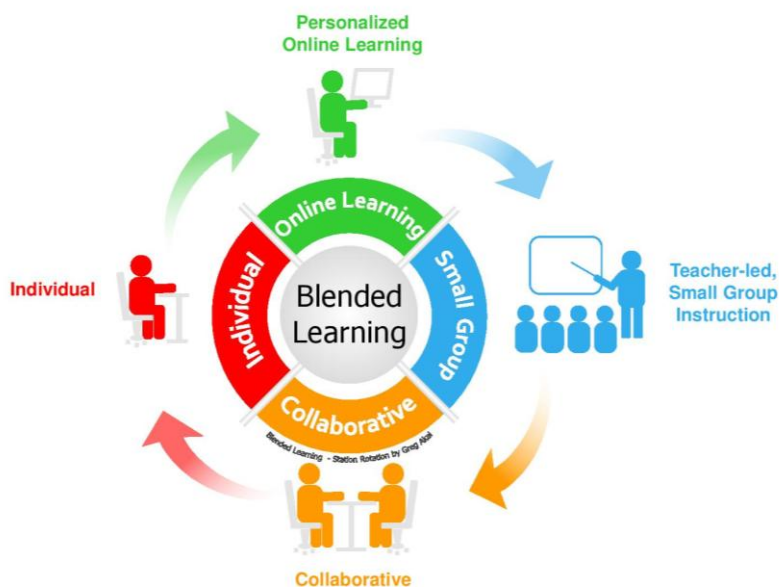 Personalized
Online Learning
Online Learning
Individual
Individual
Blended
Learning
Small Group
Teacher-led,
Small Group
Instruction
Collaborative
Blended Learning - Station Rotation by Greg Akai
Collaborative